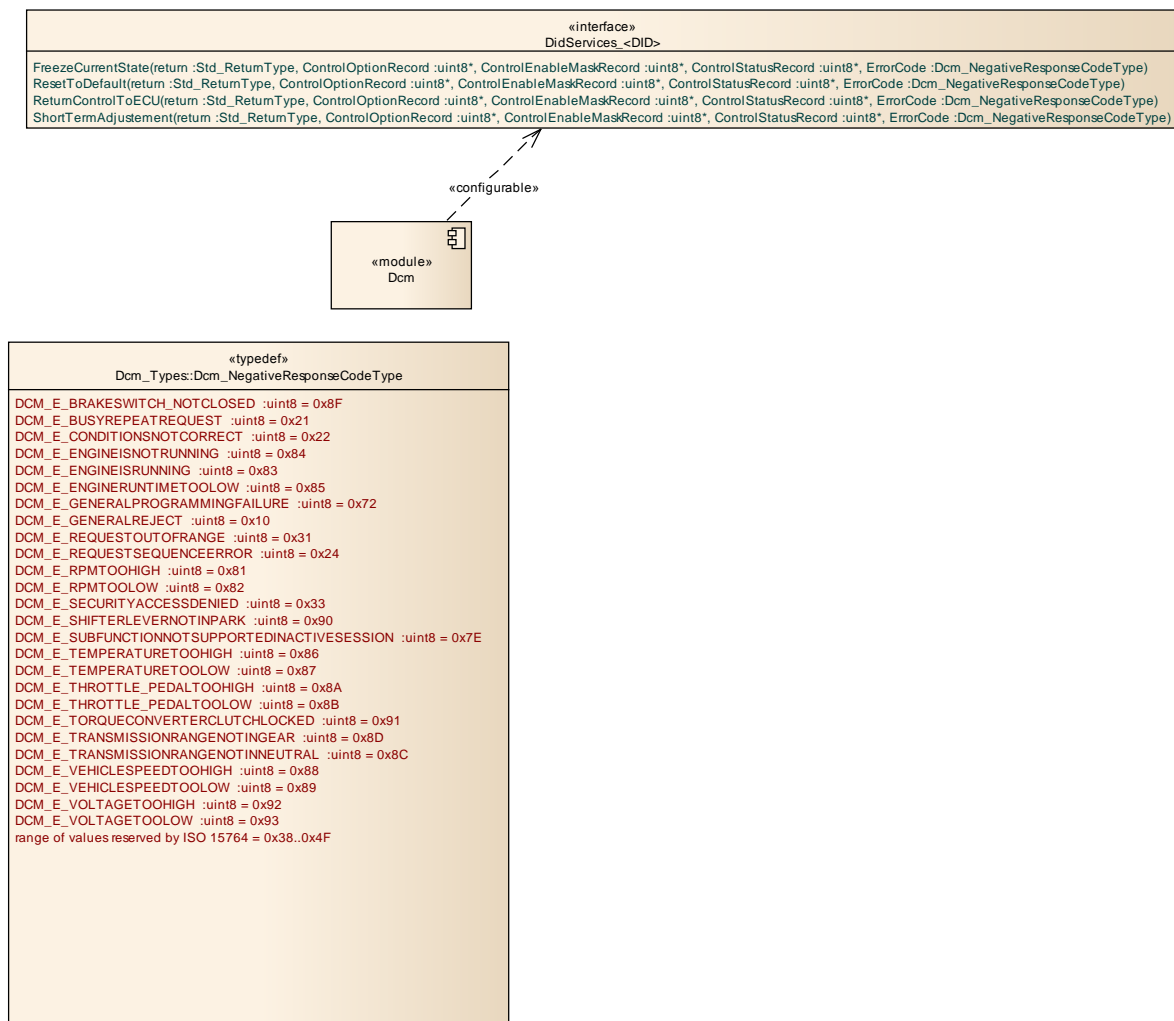 «interface»
DidServices_<DID>
FreezeCurrentState(return :Std_ReturnType, ControlOptionRecord :uint8*, ControlEnableMaskRecord :uint8*, ControlStatusRecord :uint8*, ErrorCode :Dcm_NegativeResponseCodeType)
ResetToDefault(return :Std_ReturnType, ControlOptionRecord :uint8*, ControlEnableMaskRecord :uint8*, ControlStatusRecord :uint8*, ErrorCode :Dcm_NegativeResponseCodeType)
ReturnControlToECU(return :Std_ReturnType, ControlOptionRecord :uint8*, ControlEnableMaskRecord :uint8*, ControlStatusRecord :uint8*, ErrorCode :Dcm_NegativeResponseCodeType)
ShortTermAdjustement(return :Std_ReturnType, ControlOptionRecord :uint8*, ControlEnableMaskRecord :uint8*, ControlStatusRecord :uint8*, ErrorCode :Dcm_NegativeResponseCodeType)
«configurable»
«module»
Dcm
«typedef»
Dcm_Types::Dcm_NegativeResponseCodeType
DCM_E_BRAKESWITCH_NOTCLOSED :uint8 = 0x8F
DCM_E_BUSYREPEATREQUEST :uint8 = 0x21
DCM_E_CONDITIONSNOTCORRECT :uint8 = 0x22
DCM_E_ENGINEISNOTRUNNING :uint8 = 0x84
DCM_E_ENGINEISRUNNING :uint8 = 0x83
DCM_E_ENGINERUNTIMETOOLOW :uint8 = 0x85
DCM_E_GENERALPROGRAMMINGFAILURE :uint8 = 0x72
DCM_E_GENERALREJECT :uint8 = 0x10
DCM_E_REQUESTOUTOFRANGE :uint8 = 0x31
DCM_E_REQUESTSEQUENCEERROR :uint8 = 0x24
DCM_E_RPMTOOHIGH :uint8 = 0x81
DCM_E_RPMTOOLOW :uint8 = 0x82
DCM_E_SECURITYACCESSDENIED :uint8 = 0x33
DCM_E_SHIFTERLEVERNOTINPARK :uint8 = 0x90
DCM_E_SUBFUNCTIONNOTSUPPORTEDINACTIVESESSION :uint8 = 0x7E
DCM_E_TEMPERATURETOOHIGH :uint8 = 0x86
DCM_E_TEMPERATURETOOLOW :uint8 = 0x87
DCM_E_THROTTLE_PEDALTOOHIGH :uint8 = 0x8A
DCM_E_THROTTLE_PEDALTOOLOW :uint8 = 0x8B
DCM_E_TORQUECONVERTERCLUTCHLOCKED :uint8 = 0x91
DCM_E_TRANSMISSIONRANGENOTINGEAR :uint8 = 0x8D
DCM_E_TRANSMISSIONRANGENOTINNEUTRAL :uint8 = 0x8C
DCM_E_VEHICLESPEEDTOOHIGH :uint8 = 0x88
DCM_E_VEHICLESPEEDTOOLOW :uint8 = 0x89
DCM_E_VOLTAGETOOHIGH :uint8 = 0x92
DCM_E_VOLTAGETOOLOW :uint8 = 0x93
range of values reserved by ISO 15764 = 0x38..0x4F